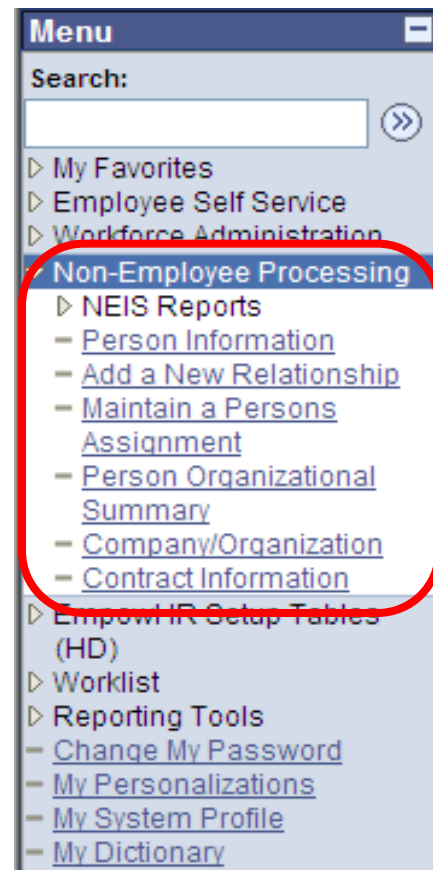 Menu
Search:
My Favorites
Employee Self Service
Workforce Administration
Non-Employee Processing
NEIS Reports
Person Information
Add a New Relationship
Maintain a Persons
Assignment
Person Organizational
Summary
Company/Organization
Contract Information
EmpowHR Setup Tables
(HD)
Worklist
Reporting Tools
Change My Password
My Personalizations
My System Profile
My Dictionary